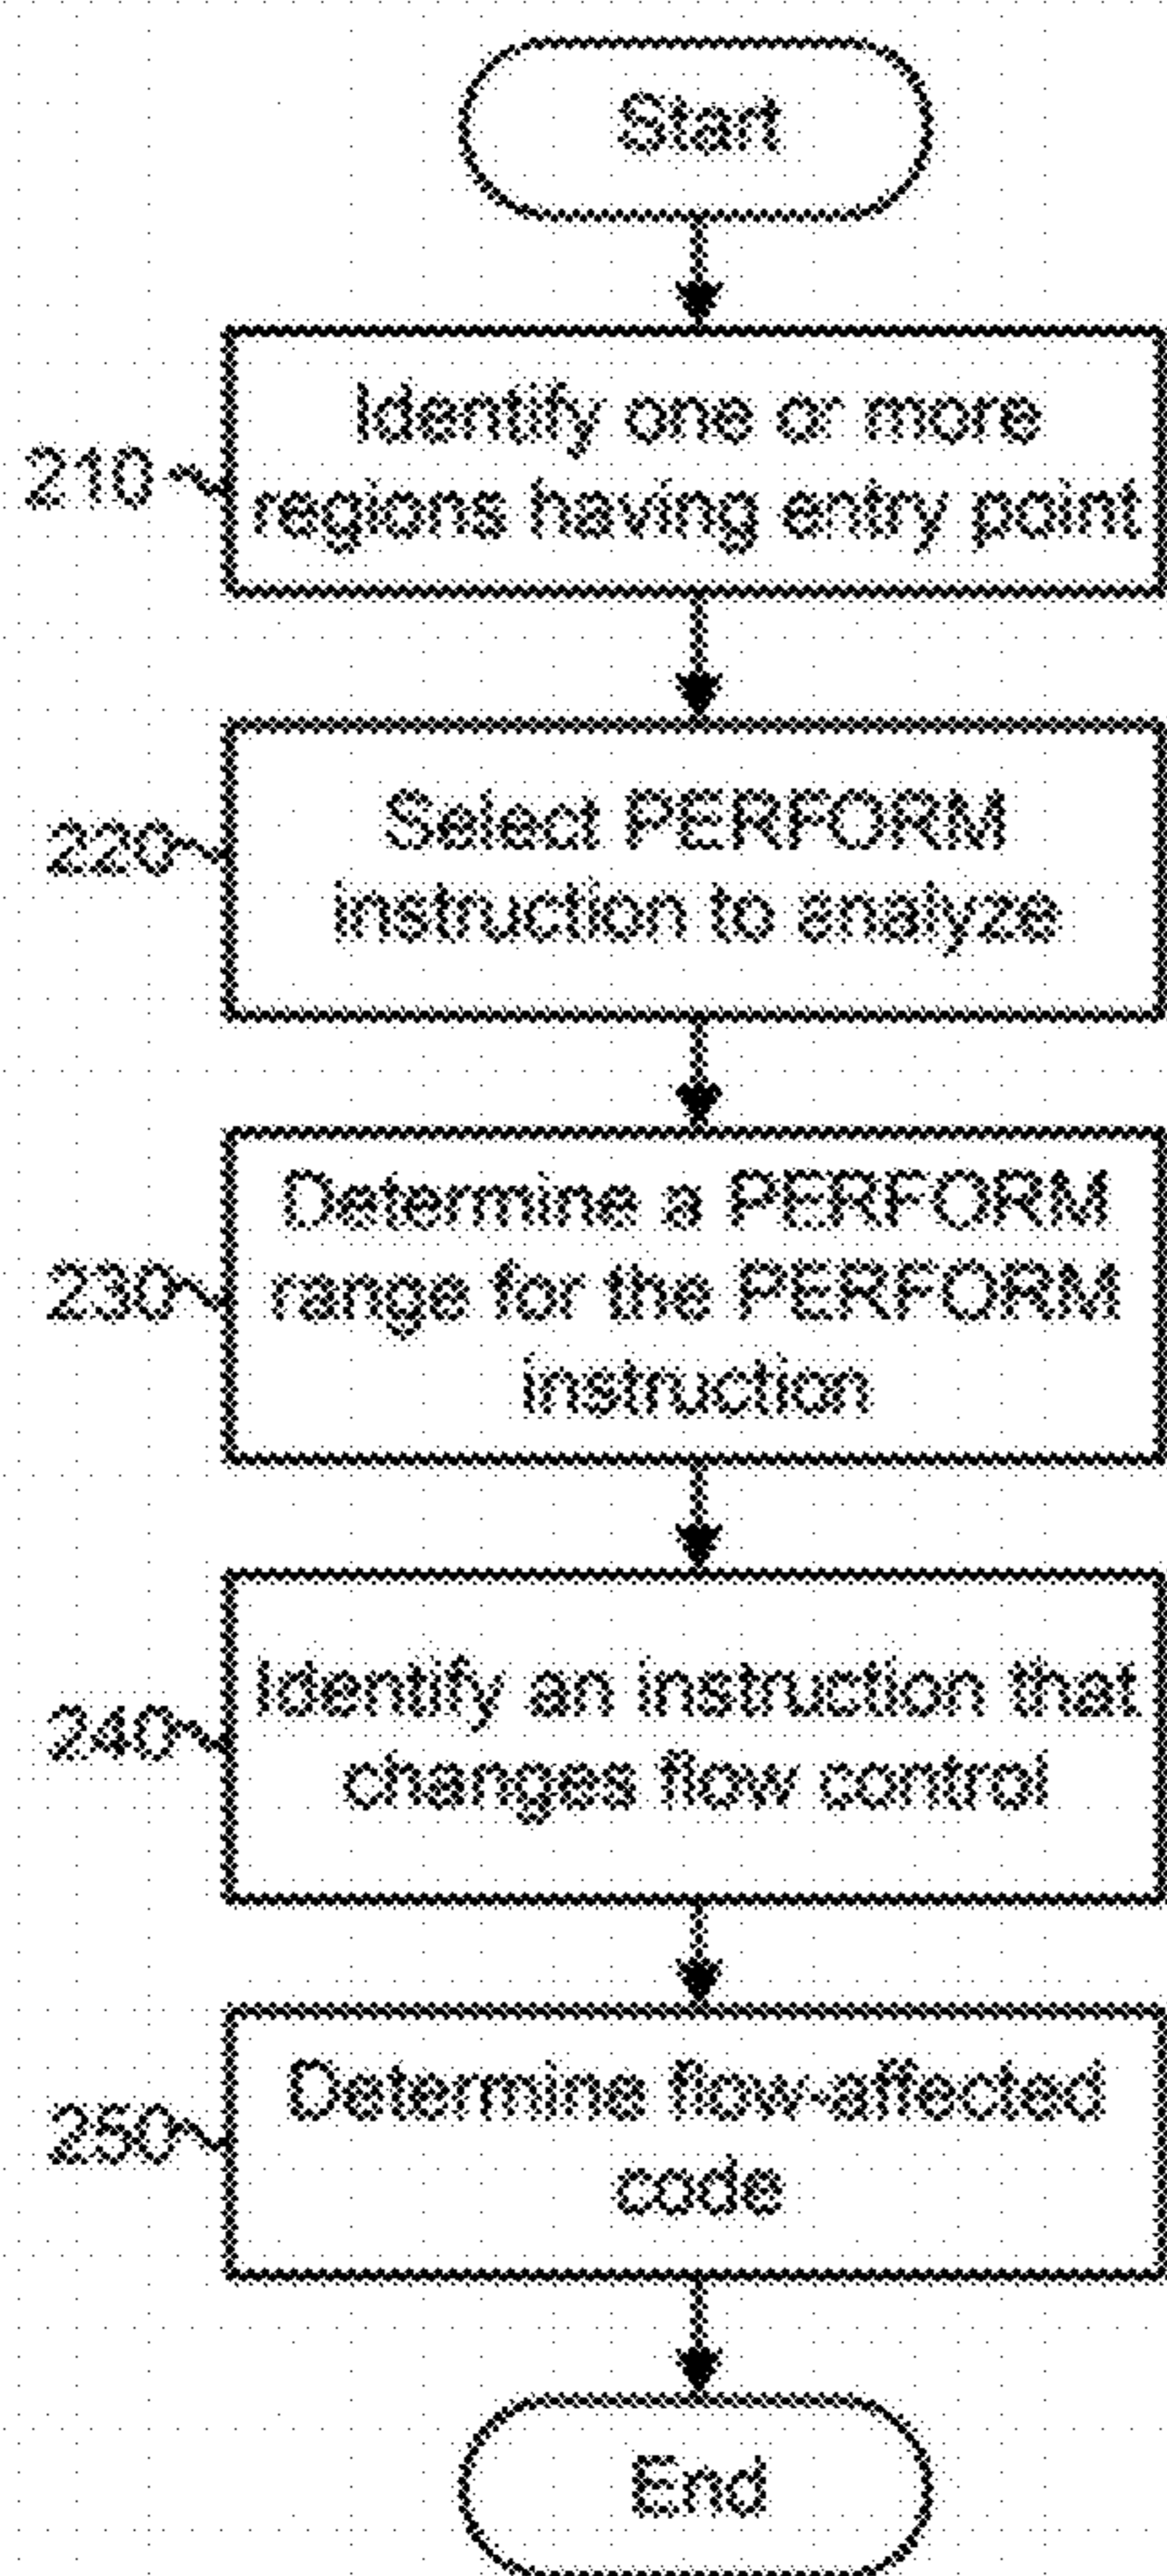 Start
Identify one or more
210
regions having entry point
Select PERFORM
220
instruction to analyze
Determine a PERFORM
230
range for the PERFORM
instruction
Identify an instruction that
240
changes flow control
Determine flow-affected
250
code
End